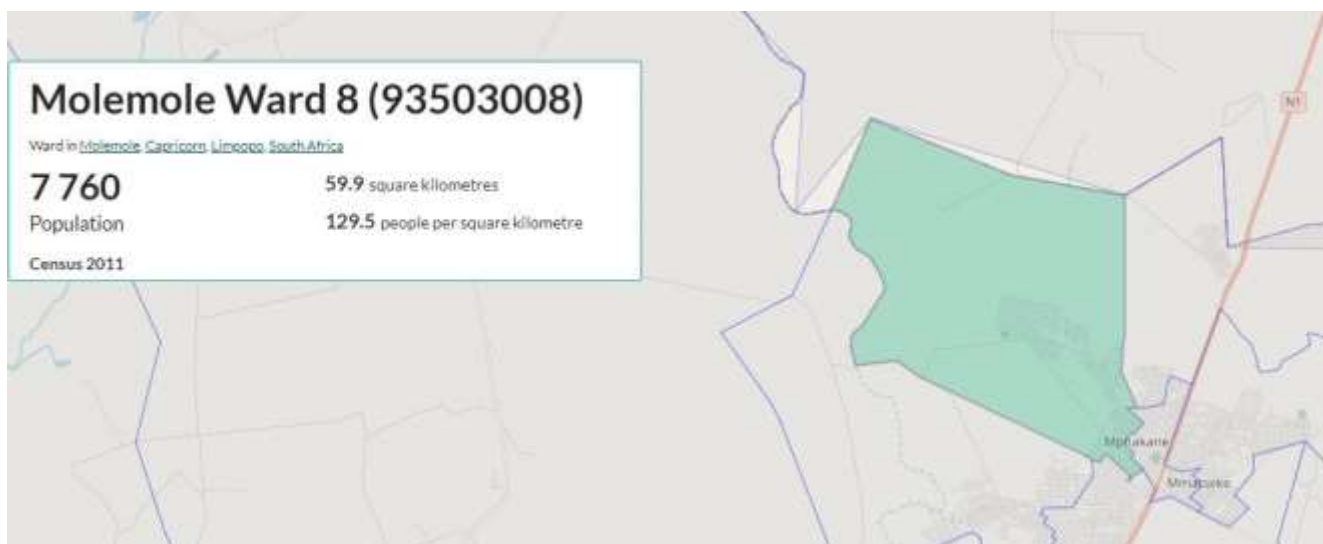 Molemole Ward 8 (93503008)
Ward in Molemole, Capricorn, Limpopo, South Africa
7 760
Population
59.9 square kilometres
129.5 people per square kilometre
Census 2011
N1